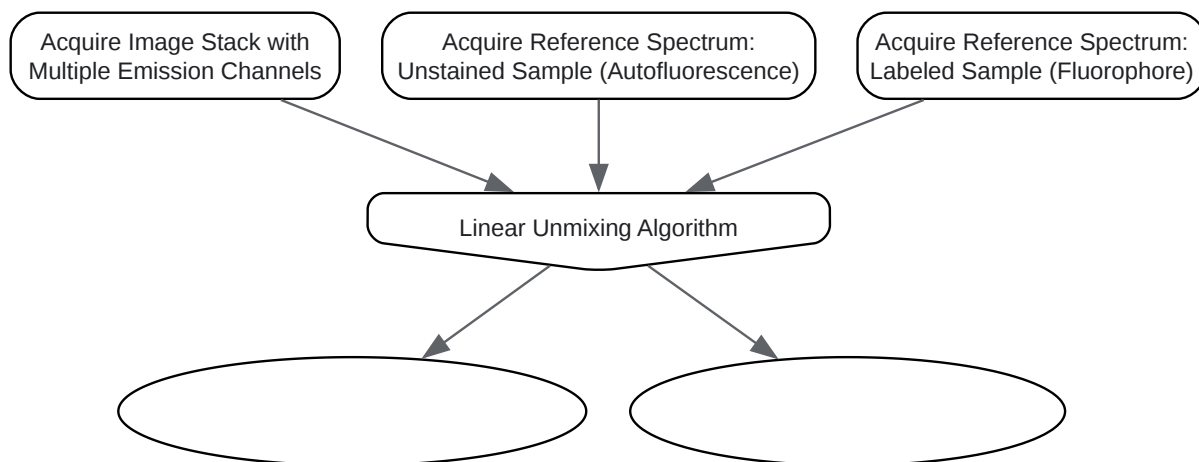 Acquire Image Stack with
Multiple Emission Channels
Acquire Reference Spectrum:
Unstained Sample (Autofluorescence)
Acquire Reference Spectrum:
Labeled Sample (Fluorophore)
Linear Unmixing Algorithm